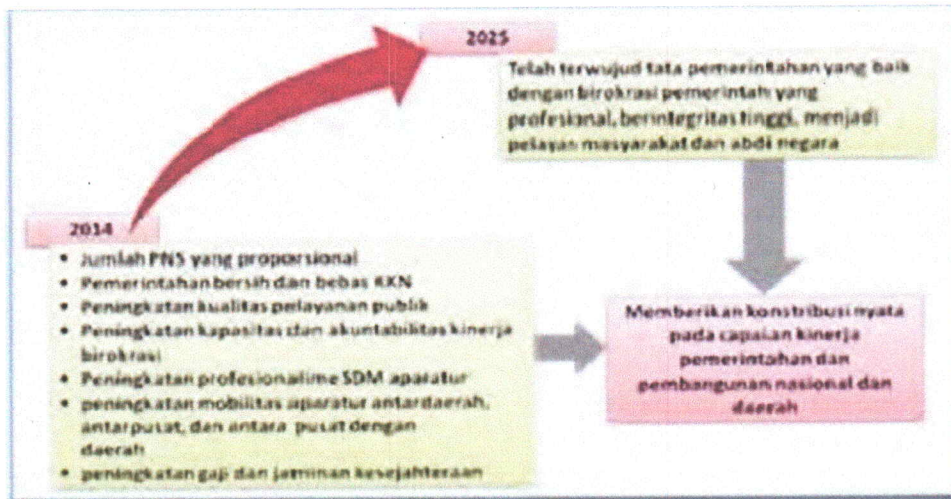 2025
Telah terwujud tata pemerintahan yang baik
dengan birokrasi pemerintah yang
profesional, berintegritas tinggi, menjadi
pelayan masyarakat dan abdi negara
2014
• Jumlah PNS yang proporsional
• Pemerintahan bersih dan bebas KKN
• Peningkatan kualitas pelayanan publik
• Peningkatan kapasitas dan akuntabilitas kinerja
birokrasi
• Peningkatan profesionalime SDM aparatur
• peningkatan mobilitas aparatur antardaerah,
antarpusat, dan antara pusat dengan
daerah
• peningkatan gaji dan jaminan kesejahteraan
Memberikan konstribusi nyata
pada capaian kinerja
pemerintahan dan
pembangunan nasional dan
daerah